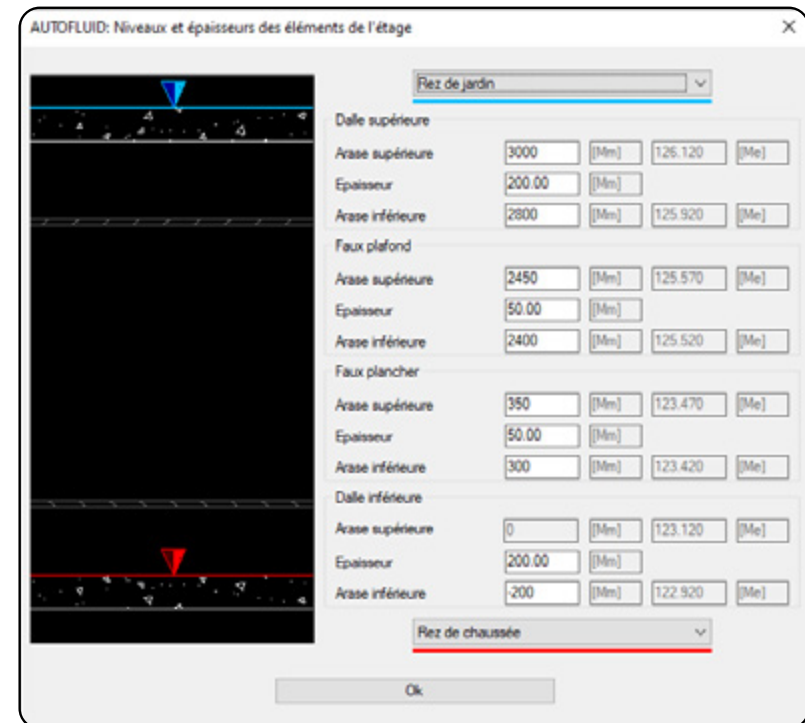 AUTOFLUID: Niveaux et épaisseurs des éléments de l'étage
Rez de jardin
Dalle supérieure
Arase supérieure 3000 [Mm] 126.120 [Me]
Epaisseur 200.00 [Mm]
Arase inférieure 2800 [Mm] 125.920 [Me]
Faux plafond
Arase supérieure 2450 [Mm] 125.570 [Me]
Epaisseur 50.00 [Mm]
Arase inférieure 2400 [Mm] 125.520 [Me]
Faux plancher
Arase supérieure 350 [Mm] 123.470 [Me]
Epaisseur 50.00 [Mm]
Arase inférieure 300 [Mm] 123.420 [Me]
Dalle inférieure
Arase supérieure 0 [Mm] 123.120 [Me]
Epaisseur 200.00 [Mm]
Arase inférieure -200 [Mm] 122.920 [Me]
Rez de chaussée
Ok